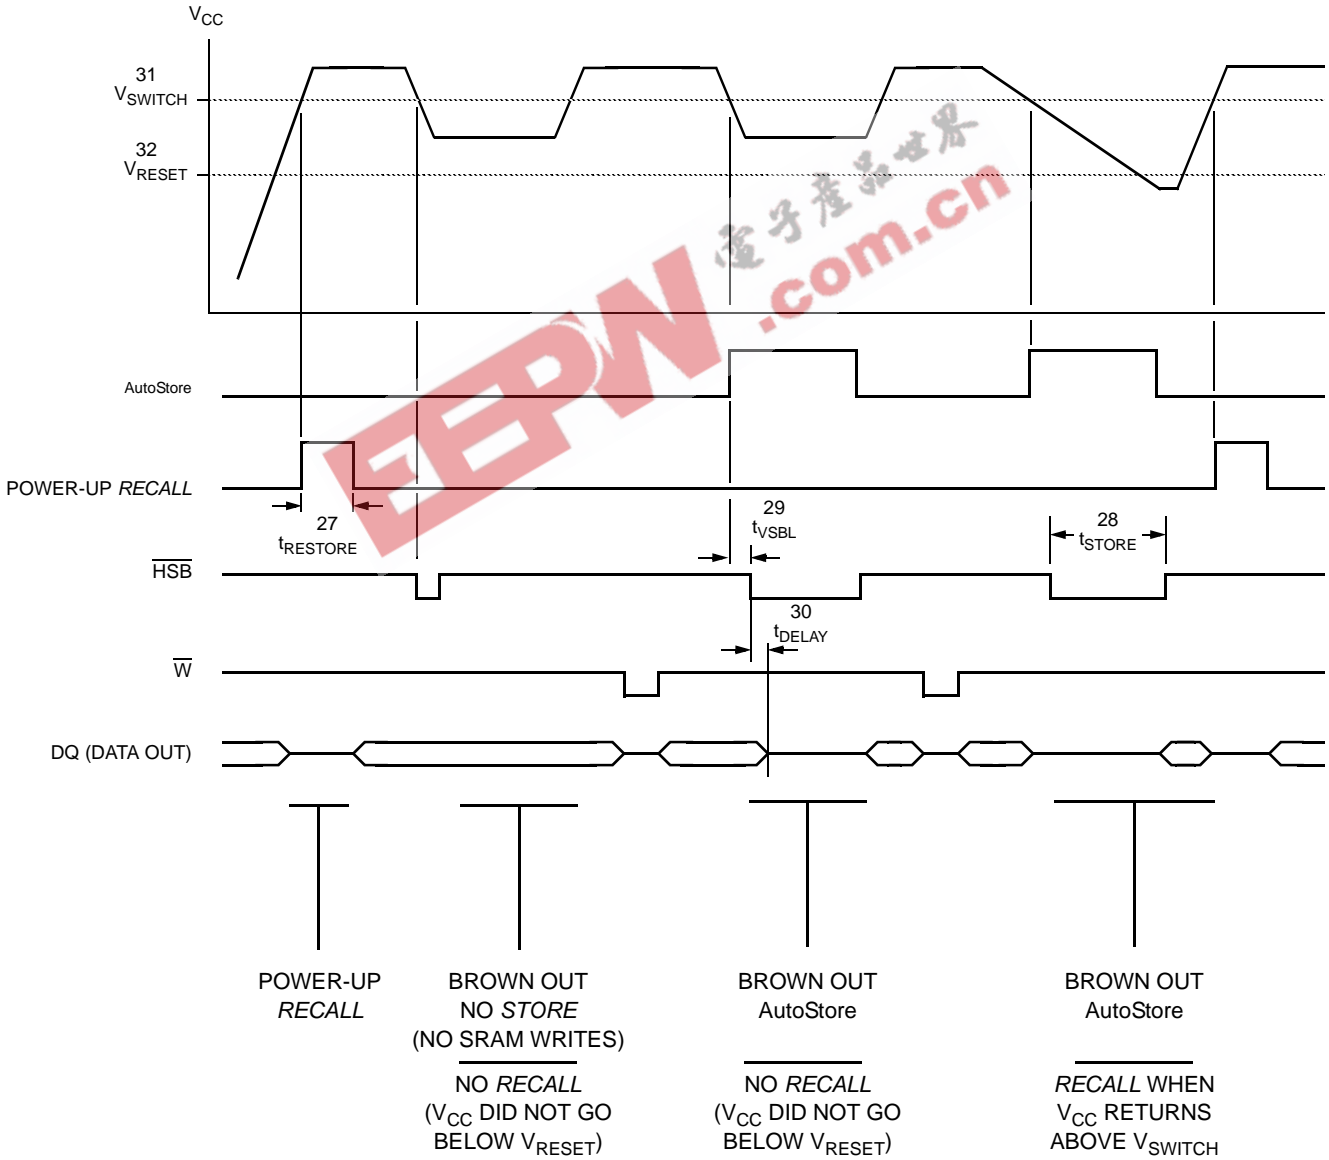 VCC
31
VSWITCH
32
VRESET
電子產品世界
EEPW
.com.cn
AutoStore
POWER-UP RECALL
27
tRESTORE
29
tVSBL
28
tSTORE
HSB
30
tDELAY
W
DQ (DATA OUT)
POWER-UP
RECALL
BROWN OUT
NO STORE
(NO SRAM WRITES)
NO RECALL
(VCC DID NOT GO
BELOW VRESET)
BROWN OUT
AutoStore
NO RECALL
(VCC DID NOT GO
BELOW VRESET)
BROWN OUT
AutoStore
RECALL WHEN
VCC RETURNS
ABOVE VSWITCH